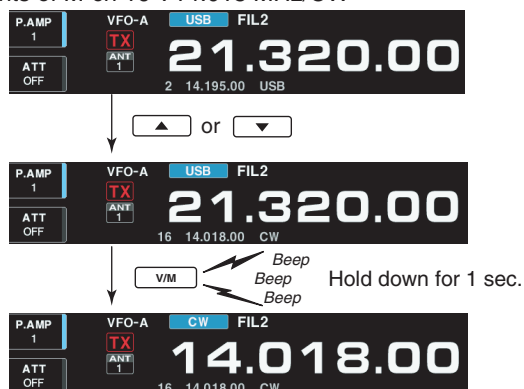 P.AMP VFO-A USB FIL2
1 TX
ATT ANT 21.320.00
OFF 1
2 14.195.00 USB
or
P.AMP VFO-A USB FIL2
1 TX
ATT ANT 21.320.00
OFF 1
16 14.018.00 CW
Beep
V/M Beep Hold down for 1 sec.
Beep
P.AMP VFO-A CW FIL2
1 TX
ATT ANT 14.018.00
OFF 1
16 14.018.00 CW